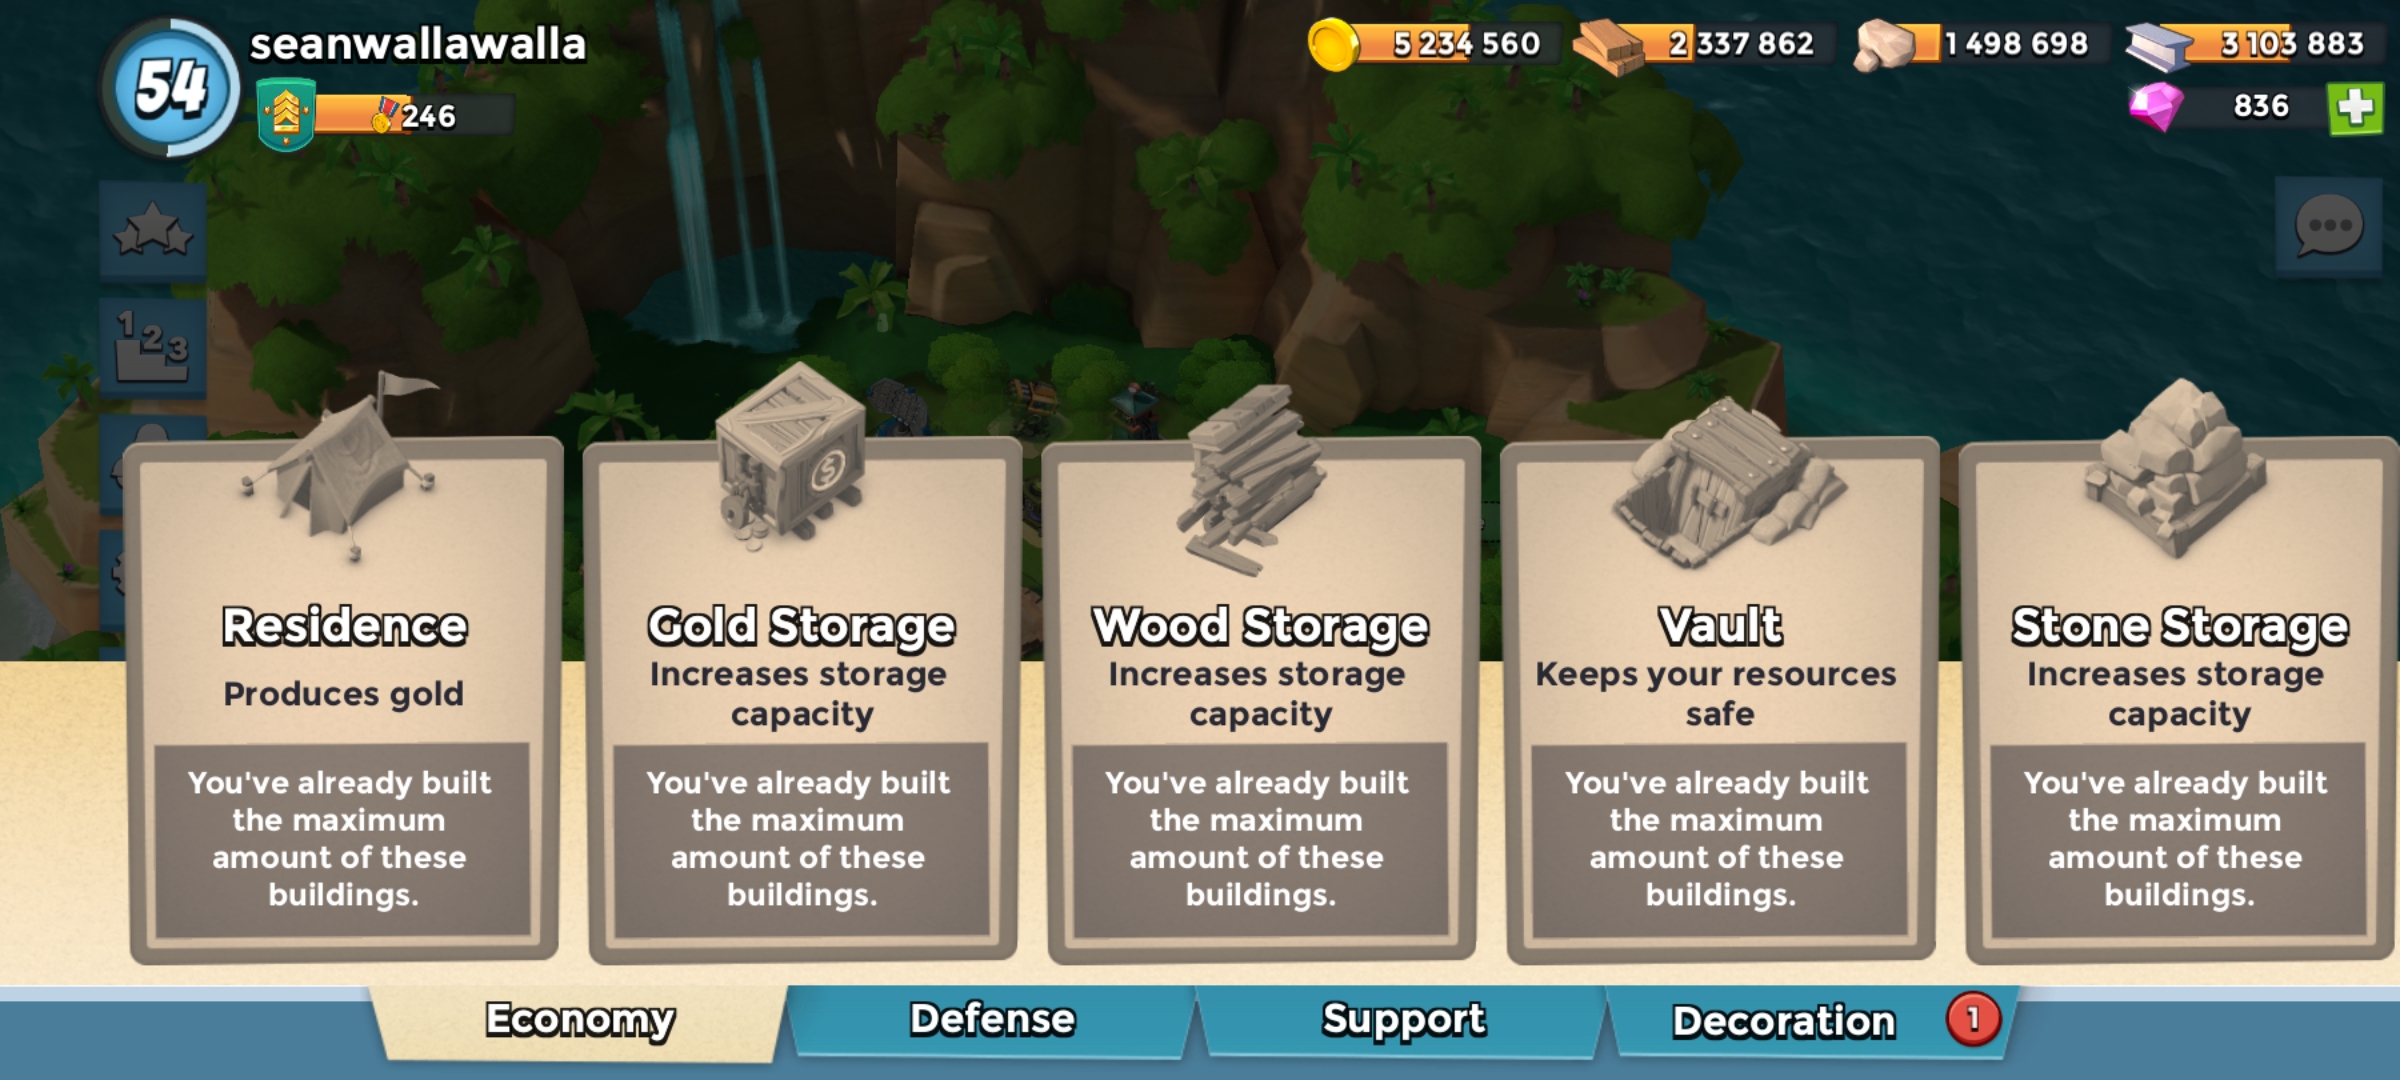 54
seanwallawalla
246
5 234 560
2 337 862
1 498 698
3 103 883
836
1 2 3
Residence
Produces gold
You've already built
the maximum
amount of these
buildings.
Gold Storage
Increases storage
capacity
You've already built
the maximum
amount of these
buildings.
Wood Storage
Increases storage
capacity
You've already built
the maximum
amount of these
buildings.
Vault
Keeps your resources
safe
You've already built
the maximum
amount of these
buildings.
Stone Storage
Increases storage
capacity
You've already built
the maximum
amount of these
buildings.
Economy
Defense
Support
Decoration
1